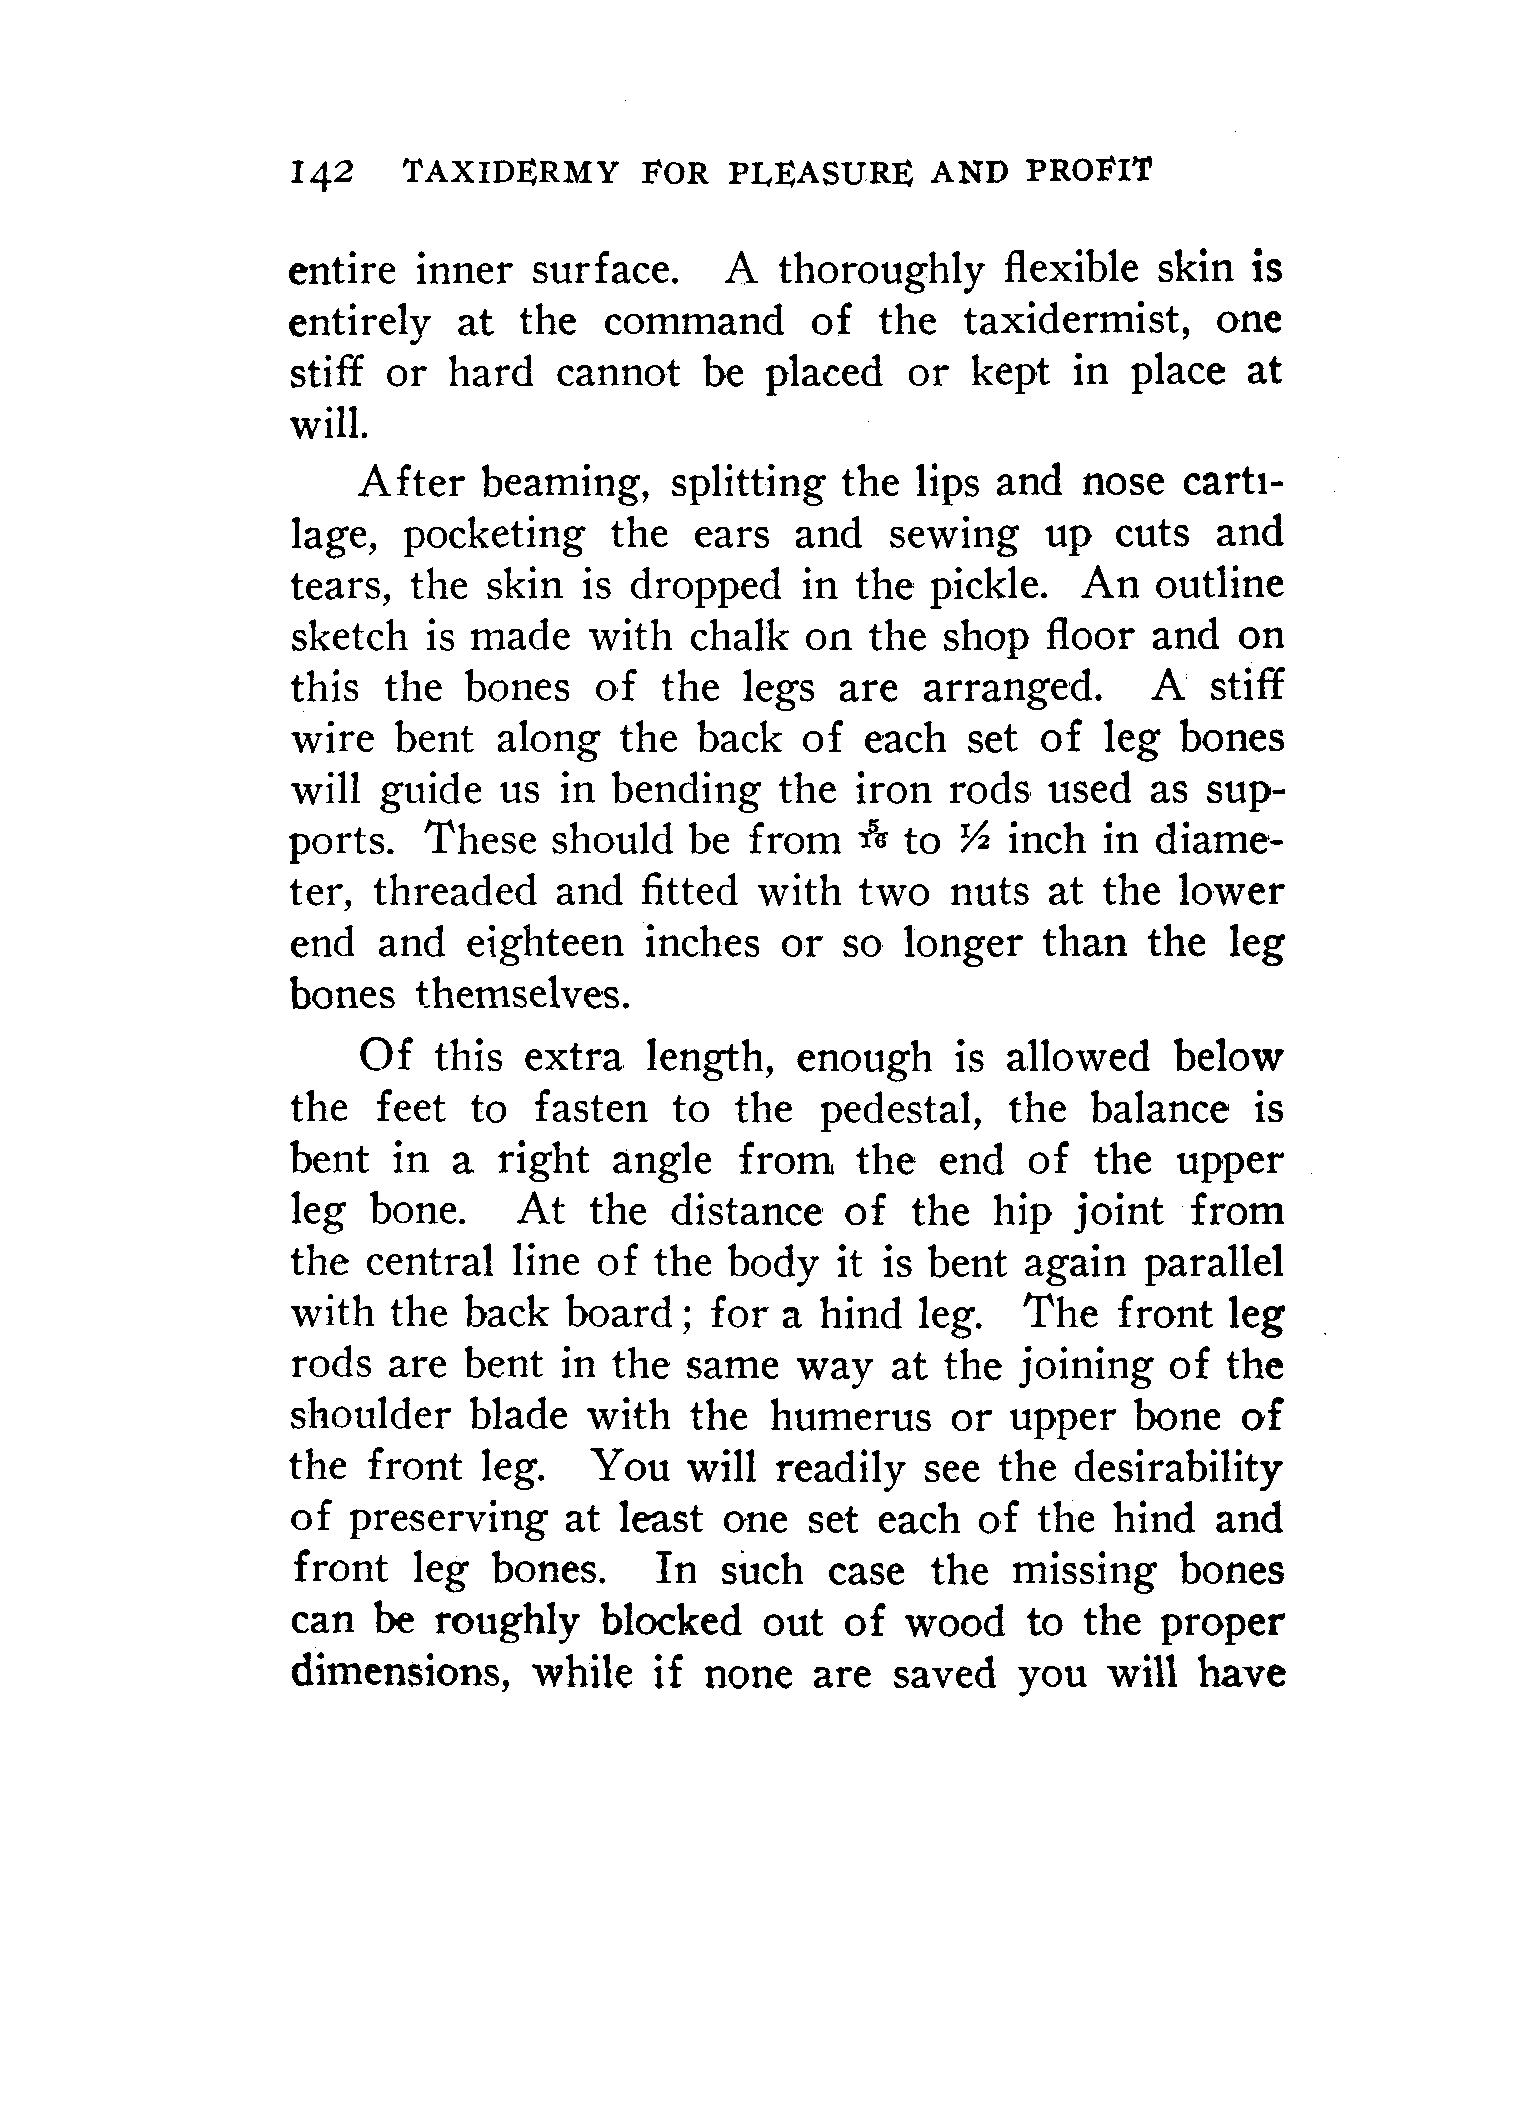 142 TAXIDERMY FOR PLEASURE AND PROFIT
entire inner surface. A thoroughly flexible skin is
entirely at the command of the taxidermist, one
stiff or hard cannot be placed or kept in place at
will.
After beaming, splitting the lips and nose carti-
lage, pocketing the ears and sewing up cuts and
tears, the skin is dropped in the pickle. An outline
sketch is made with chalk on the shop floor and on
this the bones of the legs are arranged. A stiff
wire bent along the back of each set of leg bones
will guide us in bending the iron rods used as sup-
ports. These should be from 5/16 to 1/2 inch in diame-
ter, threaded and fitted with two nuts at the lower
end and eighteen inches or so longer than the leg
bones themselves.
Of this extra length, enough is allowed below
the feet to fasten to the pedestal, the balance is
bent in a right angle from the end of the upper
leg bone. At the distance of the hip joint from
the central line of the body it is bent again parallel
with the back board; for a hind leg. The front leg
rods are bent in the same way at the joining of the
shoulder blade with the humerus or upper bone of
the front leg. You will readily see the desirability
of preserving at least one set each of the hind and
front leg bones. In such case the missing bones
can be roughly blocked out of wood to the proper
dimensions, while if none are saved you will have